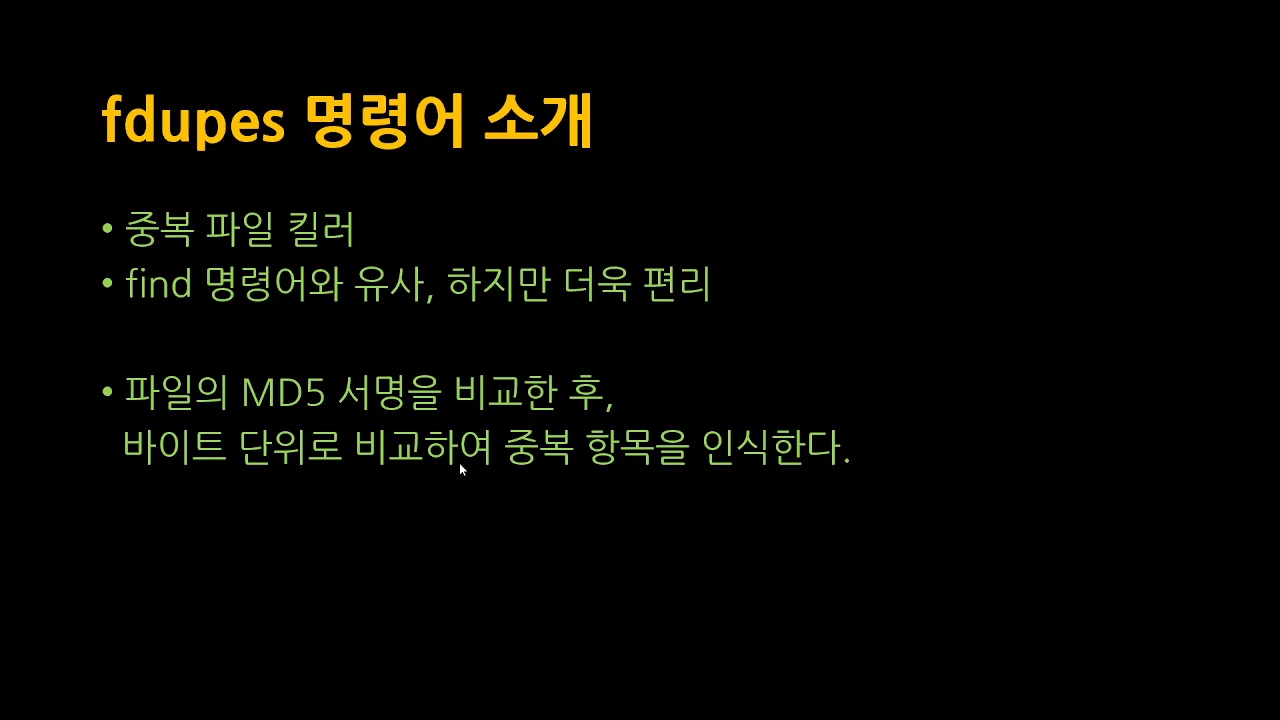 fdupes 명령어 소개
• 중복 파일 킬러
• find 명령어와 유사, 하지만 더욱 편리
• 파일의 MD5 서명을 비교한 후,
바이트 단위로 비교하여 중복 항목을 인식한다.